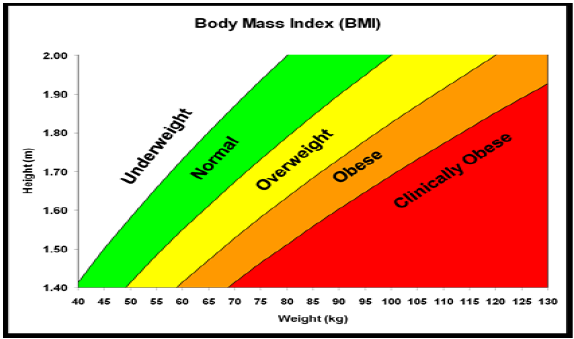 Body Mass Index (BMI)
2.00
1.90
1.80
1.70
1.60
1.50
1.40
Height (m)
Underweight
Normal
Overweight
Obese
Clinically Obese
40 45 50 55 60 65 70 75 80 85 90 95 100 105 110 115 120 125 130
Weight (kg)